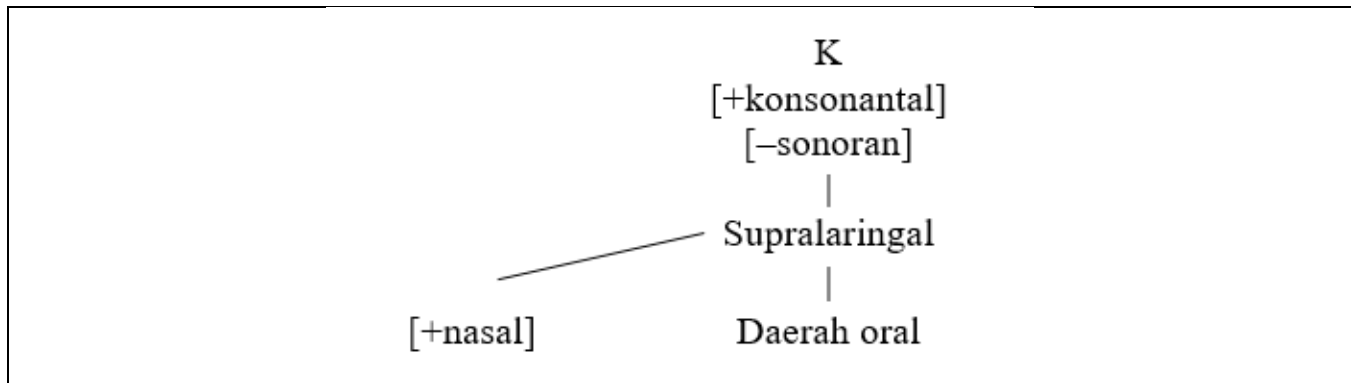 K
[+konsonantal]
[–sonoran]
Supralaringal
[+nasal] Daerah oral